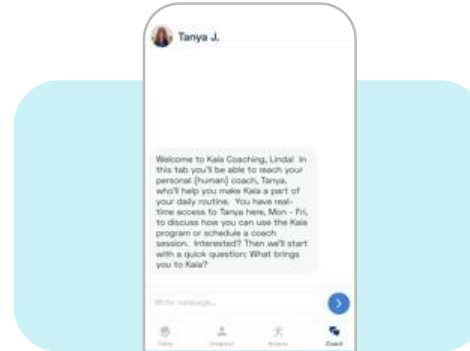 Tanya J.
Welcome to Kaia Coaching, Linda! In
this tab you'll be able to reach your
personal (human) coach, Tanya,
who'll help you make Kaia a part of
your daily routine. You have real-
time access to Tanya here, Mon - Fri,
to discuss how you can use the Kaia
program or schedule a coach
session. Interested? Then we'll start
with a quick question: What brings
you to Kaia?
Write message...
Today Progress Coach